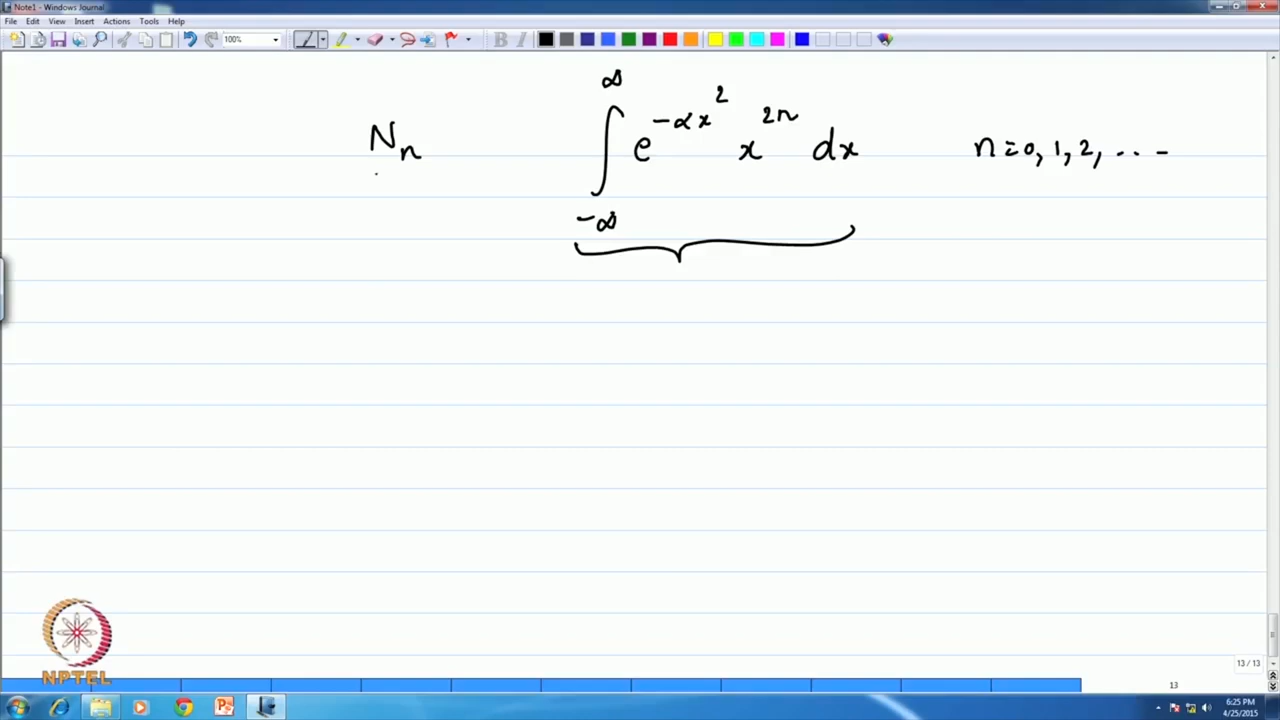 Note1 - Windows Journal
File Edit View Insert Actions Tools Help
100%
B I
N_n ∫_{-∞}^{∞} e^{-αx^2} x^{2n} dx n=0, 1, 2, ...-
NPTEL
13 / 13
13
6:25 PM
4/25/2015